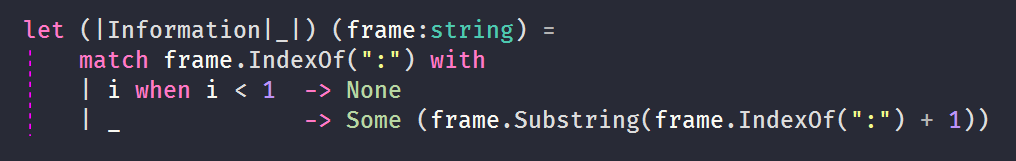 let (|Information|_|) (frame:string) =
    match frame.IndexOf(":") with
    | i when i < 1  -> None
    | _             -> Some (frame.Substring(frame.IndexOf(":") + 1))